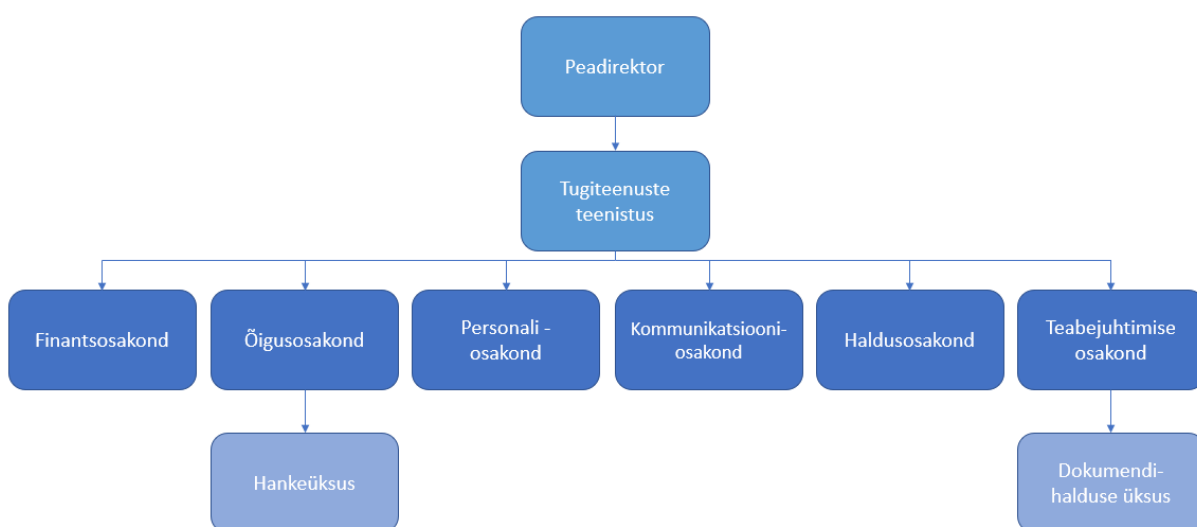 Peadirektor
Tugiteenuste
teenistus
Finantsosakond
Õigusosakond
Personali -
osakond
Kommunikatsiooni-
osakond
Haldusosakond
Teabejuhtimise
osakond
Hankeüksus
Dokumendi-
halduse üksus